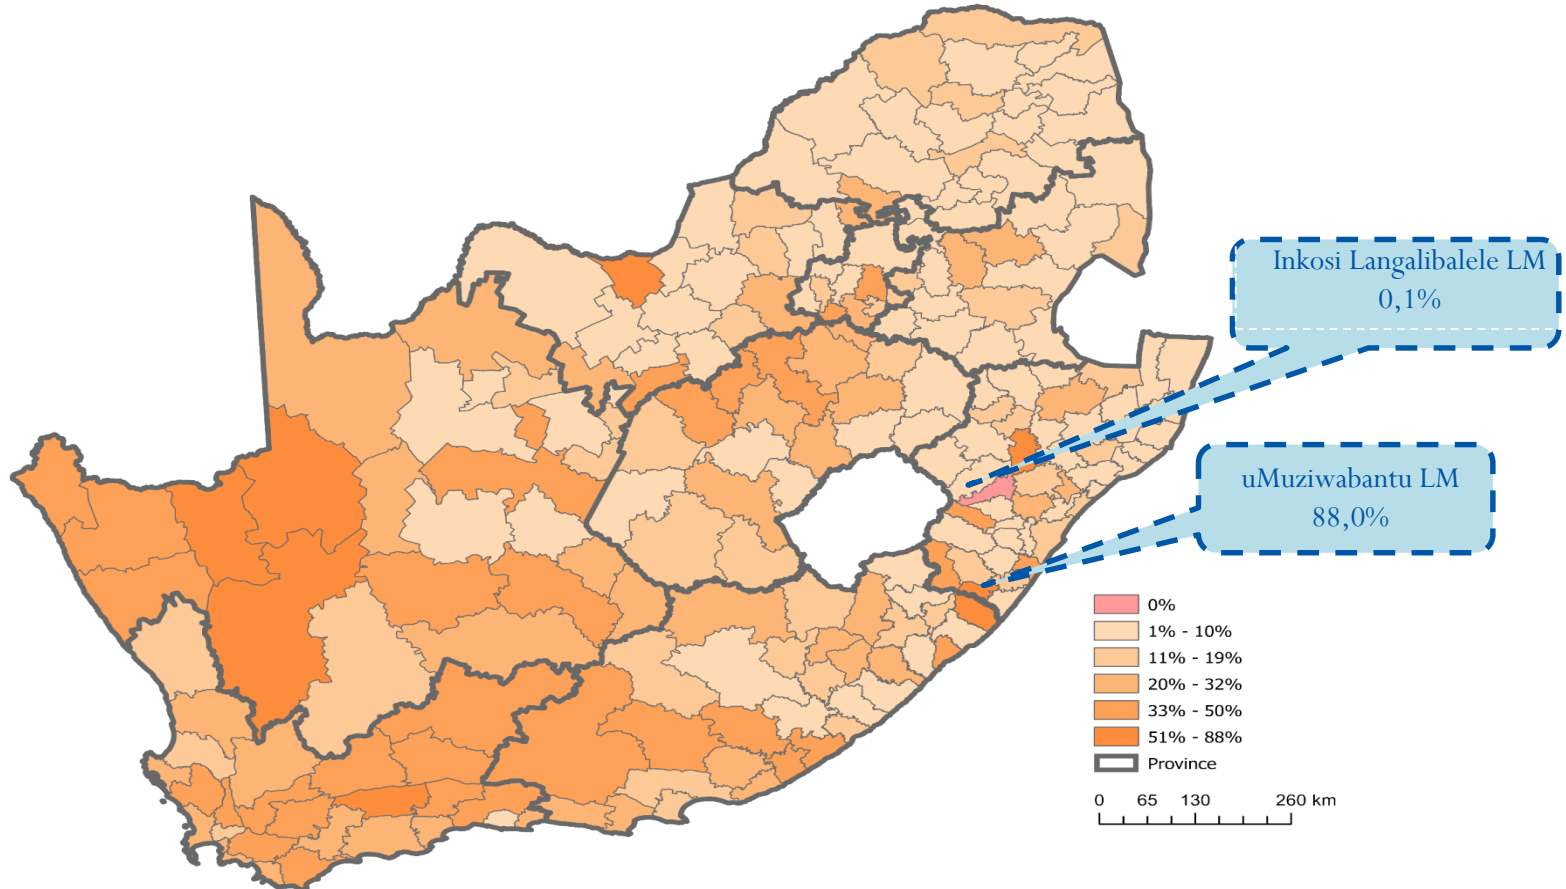 Inkosi Langalibalele LM
0,1%
uMuziwabantu LM
88,0%
0%
1% - 10%
11% - 19%
20% - 32%
33% - 50%
51% - 88%
Province
0 65 130 260 km